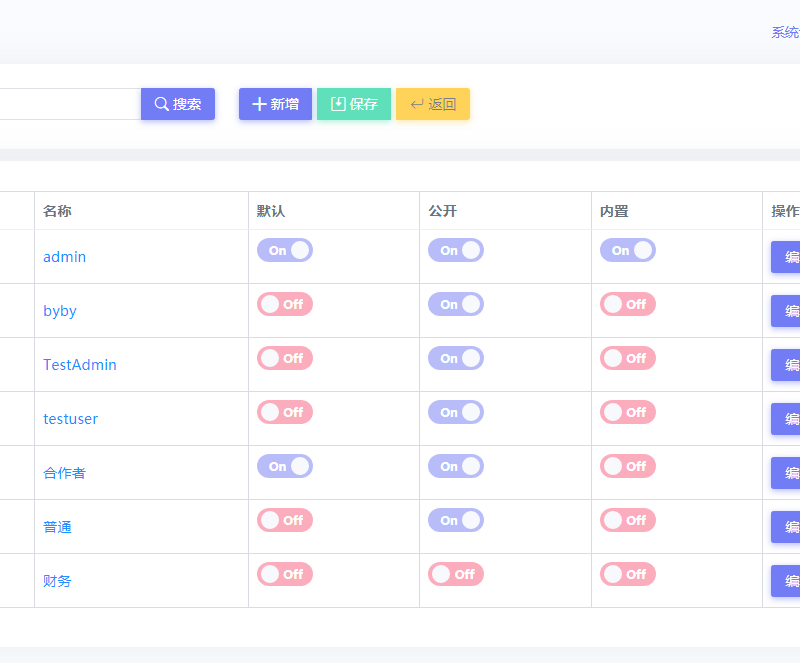 系统
搜索 新增 保存 返回
名称 默认 公开 内置 操作
admin On On On 编
byby Off On Off 编
TestAdmin Off On Off 编
testuser Off On Off 编
合作者 On On Off 编
普通 Off On Off 编
财务 Off Off Off 编